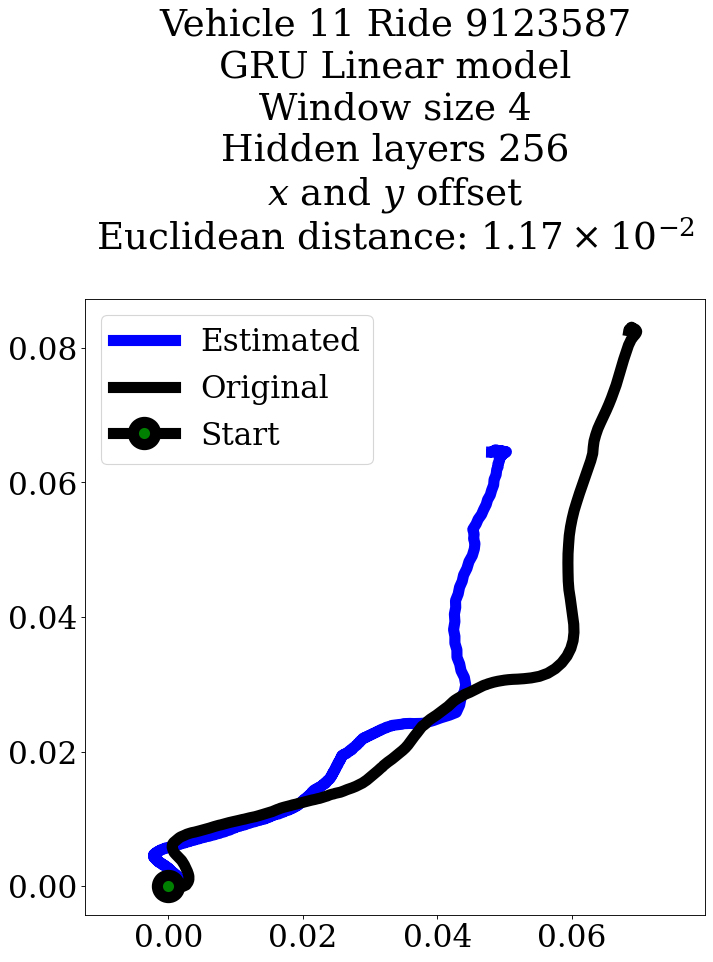 Vehicle 11 Ride 9123587
GRU Linear model
Window size 4
Hidden layers 256
x and y offset
Euclidean distance: 1.17 × 10⁻²
Estimated
Original
Start
0.08
0.06
0.04
0.02
0.00
0.00 0.02 0.04 0.06